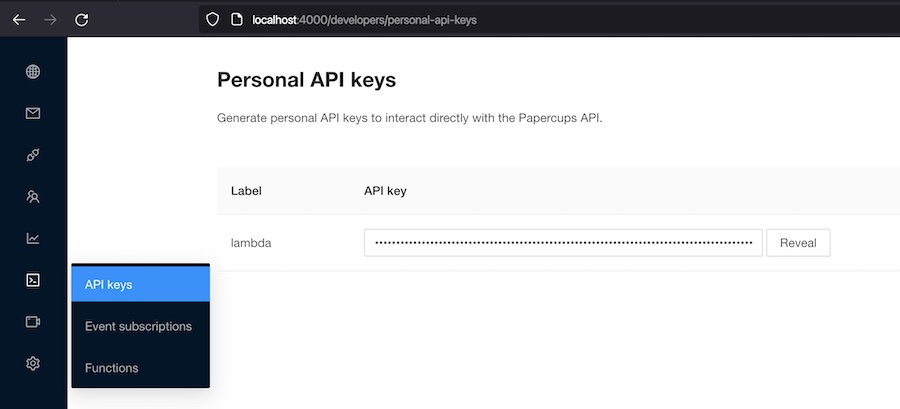 localhost:4000/developers/personal-api-keys
Personal API keys
Generate personal API keys to interact directly with the Papercups API.
Label API key
lambda Reveal
API keys
Event subscriptions
Functions